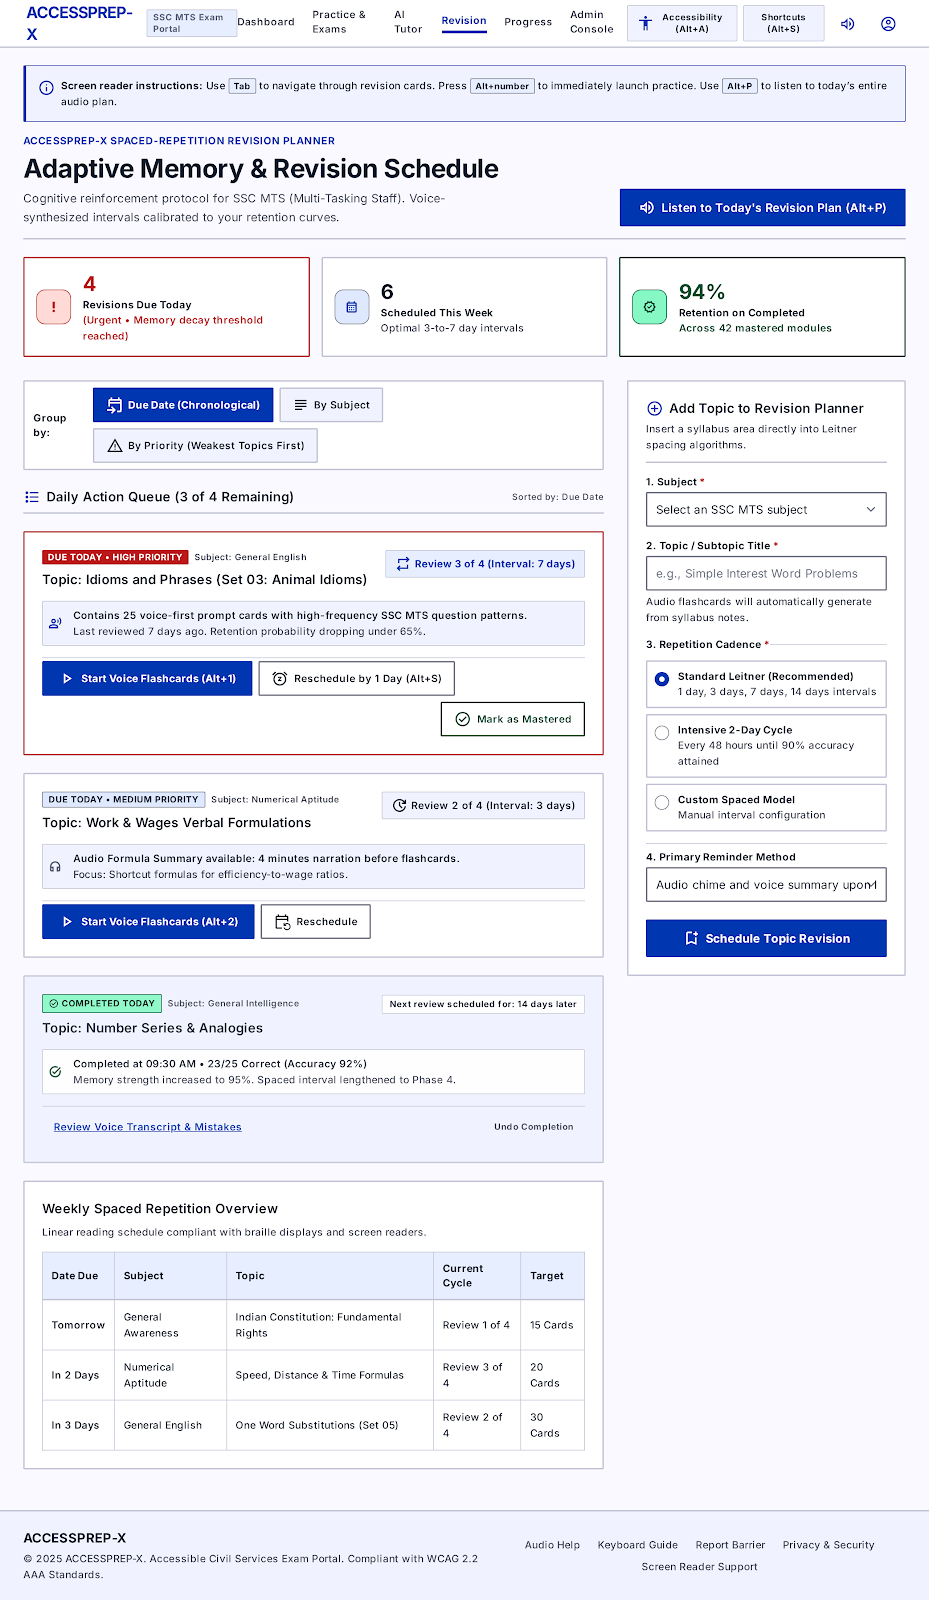 ACCESSPREP-
X
SSC MTS Exam
Portal
Dashboard
Practice &
Exams
AI
Tutor
Revision
Progress
Admin
Console
Accessibility
(Alt+A)
Shortcuts
(Alt+S)
Screen reader instructions: Use Tab to navigate through revision cards. Press Alt+number to immediately launch practice. Use Alt+P to listen to today's entire
audio plan.
ACCESSPREP-X SPACED-REPETITION REVISION PLANNER
Adaptive Memory & Revision Schedule
Cognitive reinforcement protocol for SSC MTS (Multi-Tasking Staff). Voice-
synthesized intervals calibrated to your retention curves.
Listen to Today's Revision Plan (Alt+P)
4
Revisions Due Today
(Urgent • Memory decay threshold
reached)
6
Scheduled This Week
Optimal 3-to-7 day intervals
94%
Retention on Completed
Across 42 mastered modules
Group
by:
Due Date (Chronological)
By Subject
By Priority (Weakest Topics First)
Daily Action Queue (3 of 4 Remaining)
Sorted by: Due Date
DUE TODAY • HIGH PRIORITY
Subject: General English
Review 3 of 4 (Interval: 7 days)
Topic: Idioms and Phrases (Set 03: Animal Idioms)
Contains 25 voice-first prompt cards with high-frequency SSC MTS question patterns.
Last reviewed 7 days ago. Retention probability dropping under 65%.
Start Voice Flashcards (Alt+1)
Reschedule by 1 Day (Alt+S)
Mark as Mastered
DUE TODAY • MEDIUM PRIORITY
Subject: Numerical Aptitude
Review 2 of 4 (Interval: 3 days)
Topic: Work & Wages Verbal Formulations
Audio Formula Summary available: 4 minutes narration before flashcards.
Focus: Shortcut formulas for efficiency-to-wage ratios.
Start Voice Flashcards (Alt+2)
Reschedule
COMPLETED TODAY
Subject: General Intelligence
Next review scheduled for: 14 days later
Topic: Number Series & Analogies
Completed at 09:30 AM • 23/25 Correct (Accuracy 92%)
Memory strength increased to 95%. Spaced interval lengthened to Phase 4.
Review Voice Transcript & Mistakes
Undo Completion
Weekly Spaced Repetition Overview
Linear reading schedule compliant with braille displays and screen readers.
Date Due
Subject
Topic
Current
Cycle
Target
Tomorrow
General
Awareness
Indian Constitution: Fundamental
Rights
Review 1 of 4
15 Cards
In 2 Days
Numerical
Aptitude
Speed, Distance & Time Formulas
Review 3 of
4
20
Cards
In 3 Days
General English
One Word Substitutions (Set 05)
Review 2 of
4
30
Cards
Add Topic to Revision Planner
Insert a syllabus area directly into Leitner
spacing algorithms.
1. Subject *
Select an SSC MTS subject
2. Topic / Subtopic Title *
e.g., Simple Interest Word Problems
Audio flashcards will automatically generate
from syllabus notes.
3. Repetition Cadence *
Standard Leitner (Recommended)
1 day, 3 days, 7 days, 14 days intervals
Intensive 2-Day Cycle
Every 48 hours until 90% accuracy
attained
Custom Spaced Model
Manual interval configuration
4. Primary Reminder Method
Audio chime and voice summary upon
Schedule Topic Revision
ACCESSPREP-X
© 2025 ACCESSPREP-X. Accessible Civil Services Exam Portal. Compliant with WCAG 2.2
AAA Standards.
Audio Help
Keyboard Guide
Report Barrier
Privacy & Security
Screen Reader Support